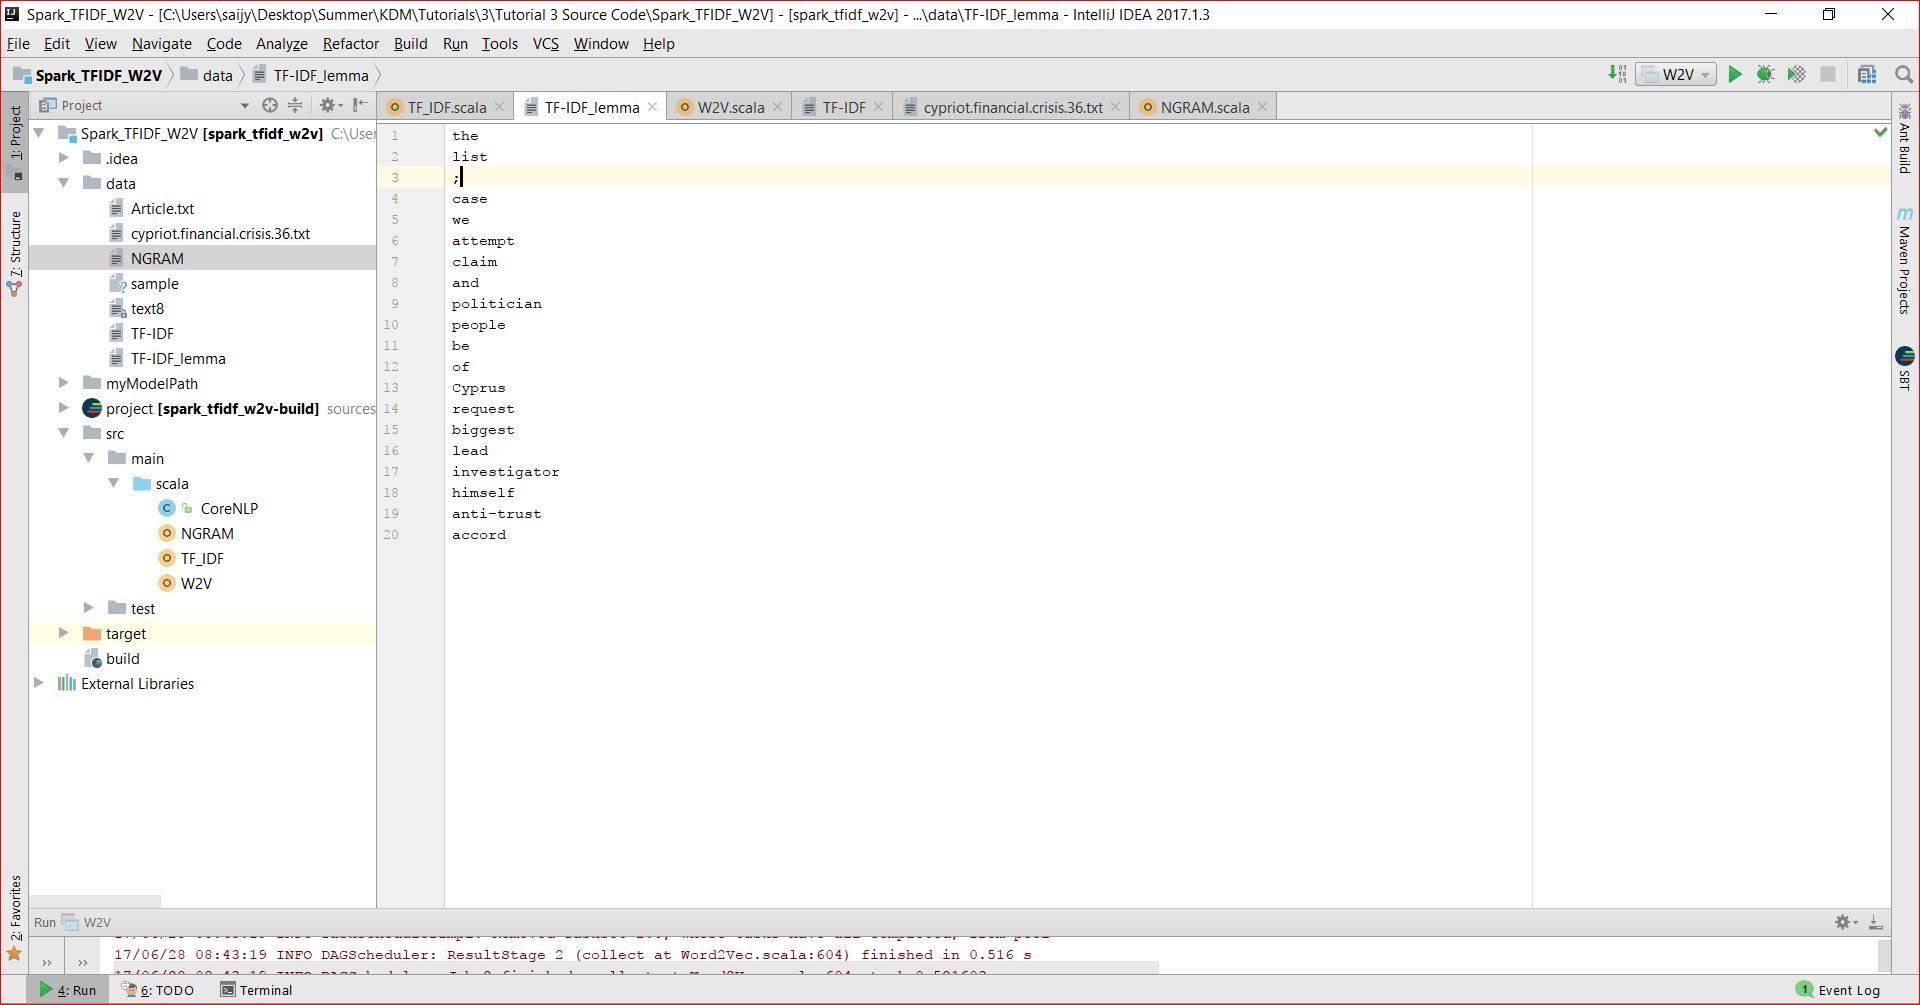 Spark_TFIDF_W2V - [C:\Users\saijy\Desktop\Summer\KDM\Tutorials\3\Tutorial 3 Source Code\Spark_TFIDF_W2V] - [spark_tfidf_w2v] - ...\data\TF-IDF_lemma - IntelliJ IDEA 2017.1.3
File Edit View Navigate Code Analyze Refactor Build Run Tools VCS Window Help
Spark_TFIDF_W2V data TF-IDF_lemma W2V
Project
TF_IDF.scala TF-IDF_lemma W2V.scala TF-IDF cypriot.financial.crisis.36.txt NGRAM.scala
1: Project
7: Structure
2: Favorites
Spark_TFIDF_W2V [spark_tfidf_w2v] C:\User
.idea
data
Article.txt
cypriot.financial.crisis.36.txt
NGRAM
sample
text8
TF-IDF
TF-IDF_lemma
myModelPath
project [spark_tfidf_w2v-build] sources
src
main
scala
CoreNLP
NGRAM
TF_IDF
W2V
test
target
build
External Libraries
1 the
2 list
3 ;
4 case
5 we
6 attempt
7 claim
8 and
9 politician
10 people
11 be
12 of
13 Cyprus
14 request
15 biggest
16 lead
17 investigator
18 himself
19 anti-trust
20 accord
Ant Build
Maven Projects
SBT
Run W2V
17/06/28 08:43:19 INFO DAGScheduler: ResultStage 2 (collect at Word2Vec.scala:604) finished in 0.516 s
4: Run 6: TODO Terminal 1 Event Log